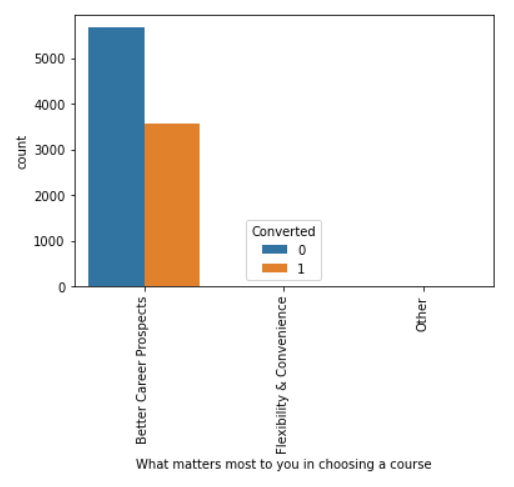 5000
4000
3000
2000
1000
0
count
Converted
0
1
Better Career Prospects
Flexibility & Convenience
Other
What matters most to you in choosing a course